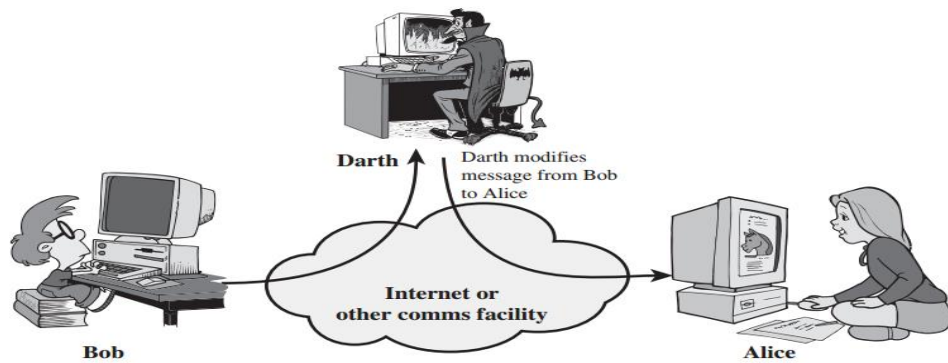 Darth
Darth modifies
message from Bob
to Alice
Internet or
other comms facility
Bob
Alice